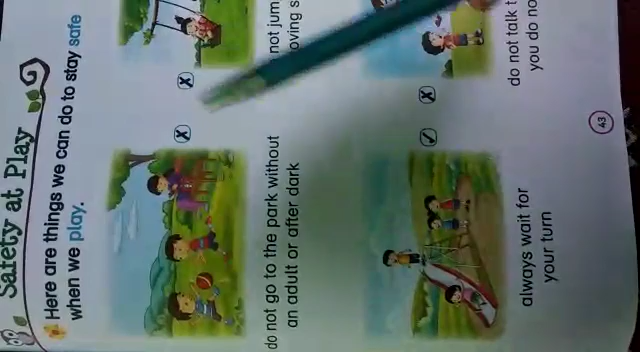 Safety at Play
Here are things we can do to stay safe
when we play.
do not go to the park without
an adult or after dark
not jum
oving s
always wait for
your turn
do not talk t
you do no
43